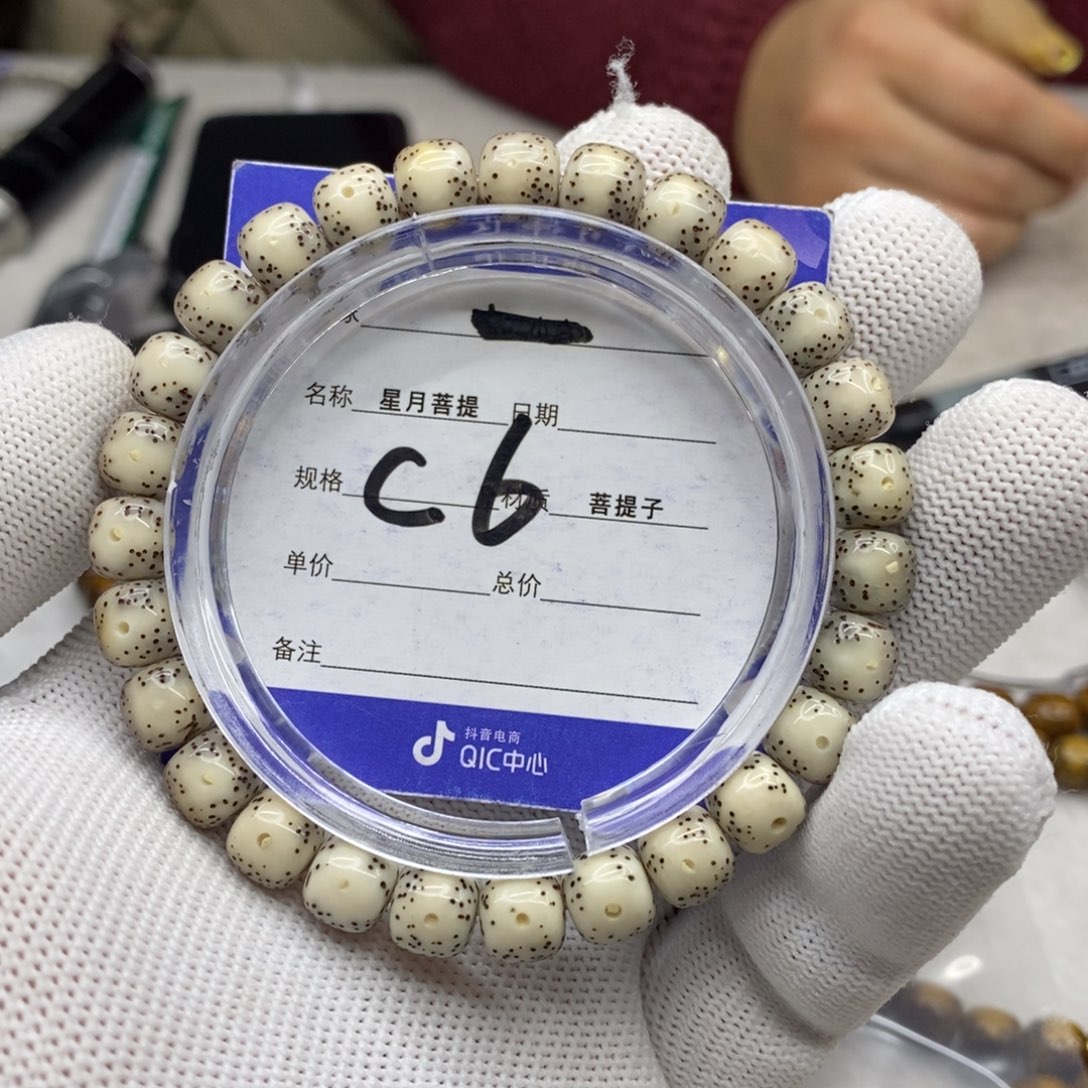 名称 星月菩提 日期
规格 C6 材质 菩提子
单价 总价
备注
抖音电商
QIC中心